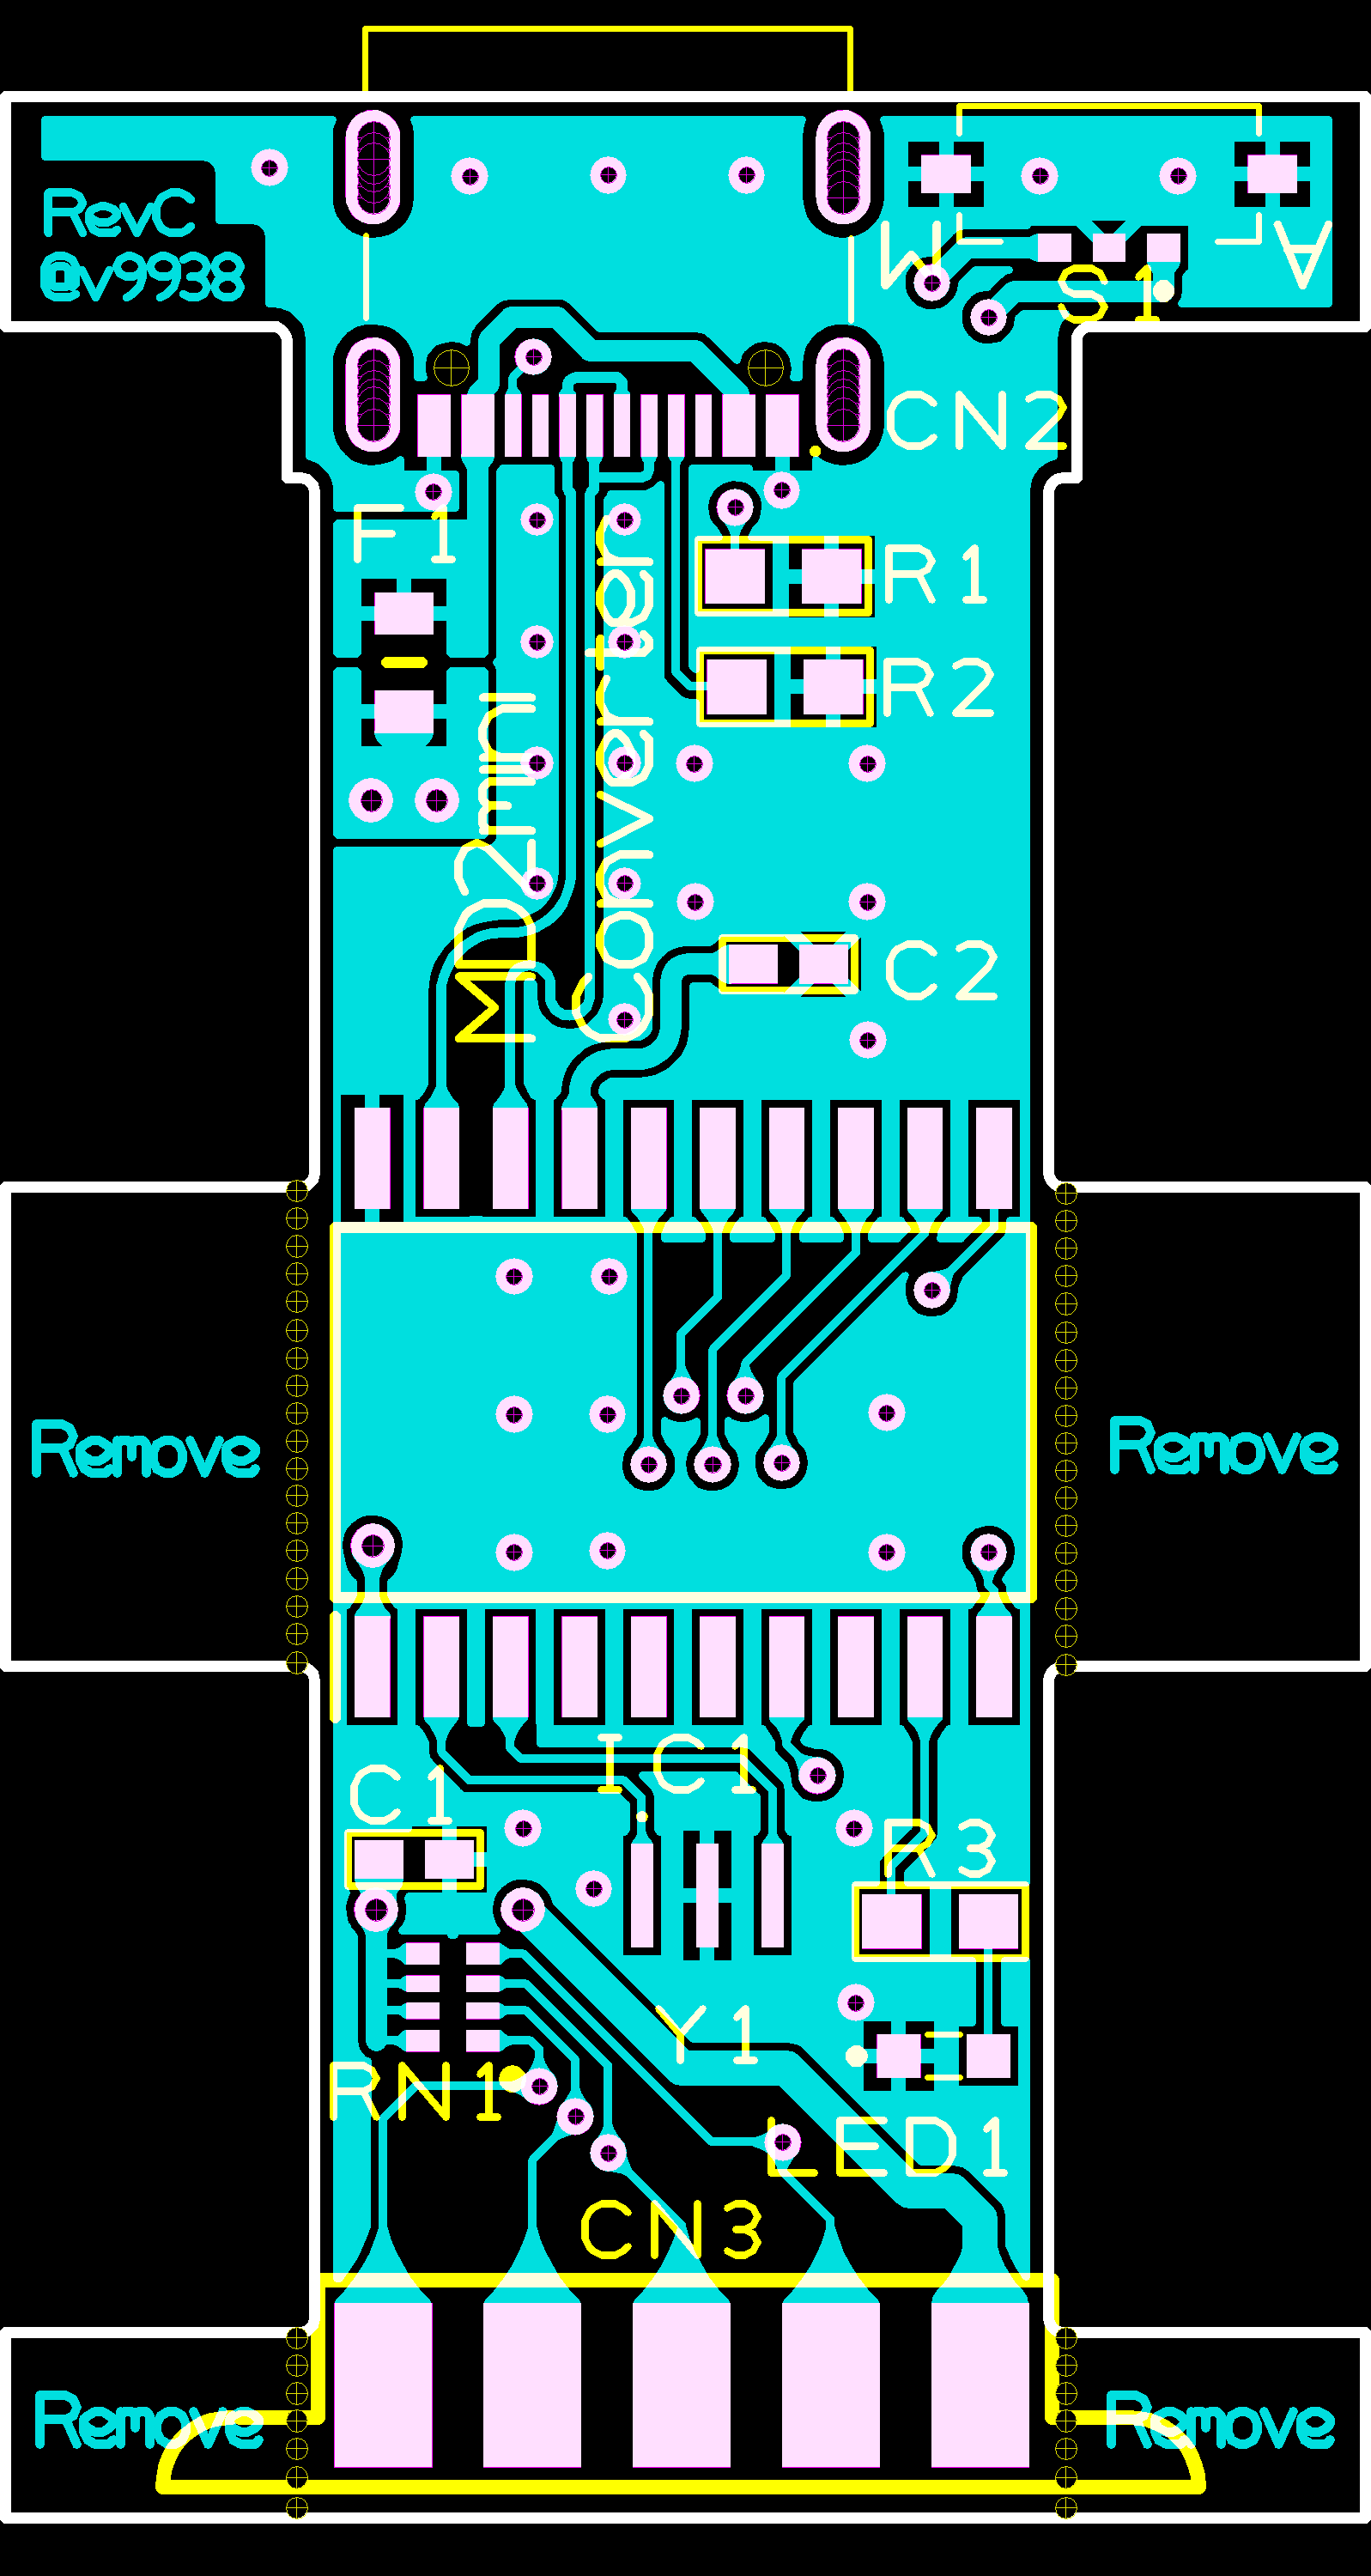 RevC
@v9938
M
A
S1
CN2
F1
R1
R2
MD2mini
Converter
C2
Remove
Remove
IC1
C1
R3
Y1
RN1
LED1
CN3
Remove
Remove